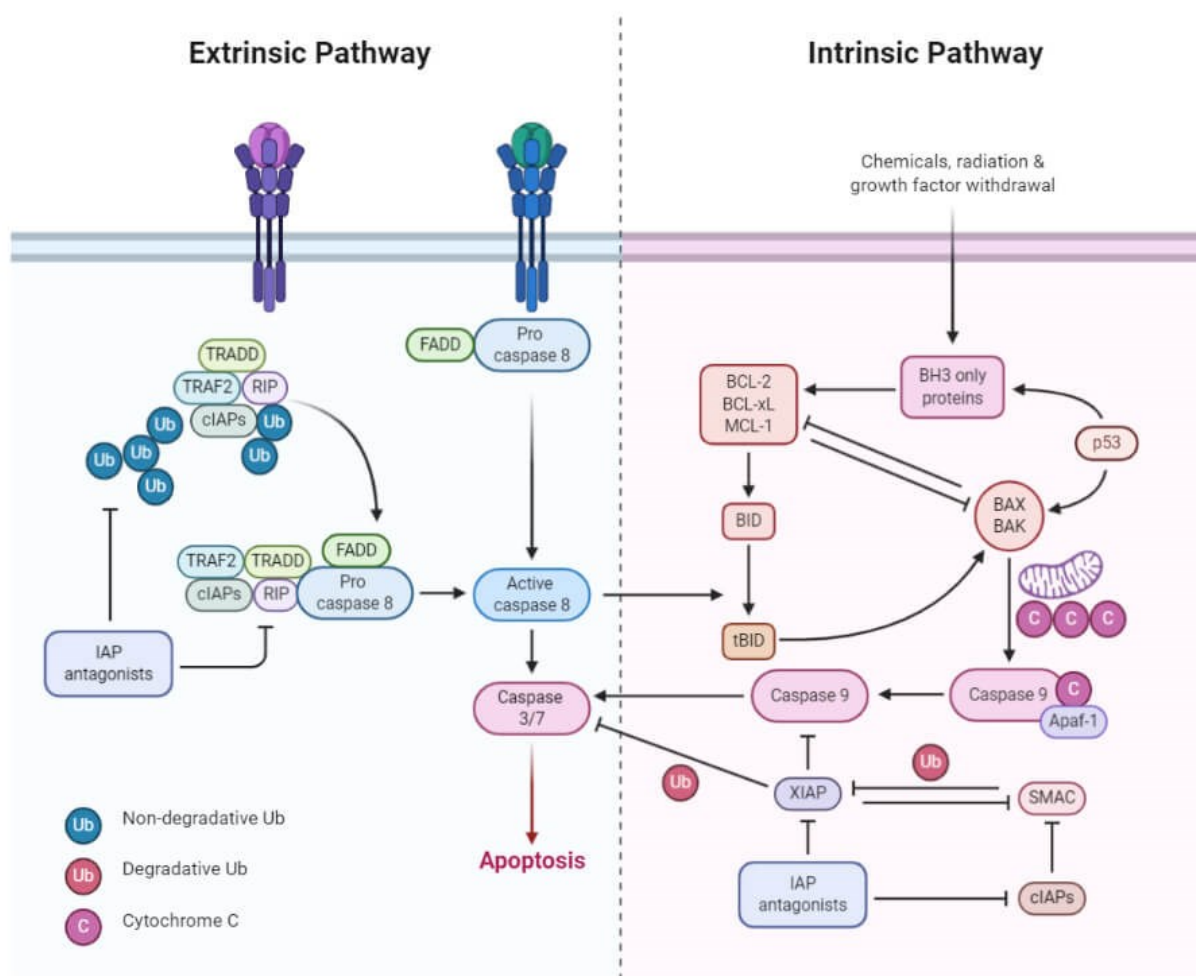 Extrinsic Pathway
Intrinsic Pathway
Chemicals, radiation &
growth factor withdrawal
FADD
Pro
caspase 8
TRADD
TRAF2
RIP
cIAPs
Ub
Ub
Ub
Ub
Ub
Ub
BCL-2
BCL-xL
MCL-1
BH3 only
proteins
p53
BID
BAX
BAK
TRAF2
TRADD
FADD
cIAPs
RIP
Pro
caspase 8
Active
caspase 8
tBID
C
C
C
IAP
antagonists
Caspase
3/7
Caspase 9
Caspase 9
C
Apaf-1
Ub
Ub
XIAP
SMAC
Ub
Non-degradative Ub
Ub
Degradative Ub
C
Cytochrome C
Apoptosis
IAP
antagonists
cIAPs